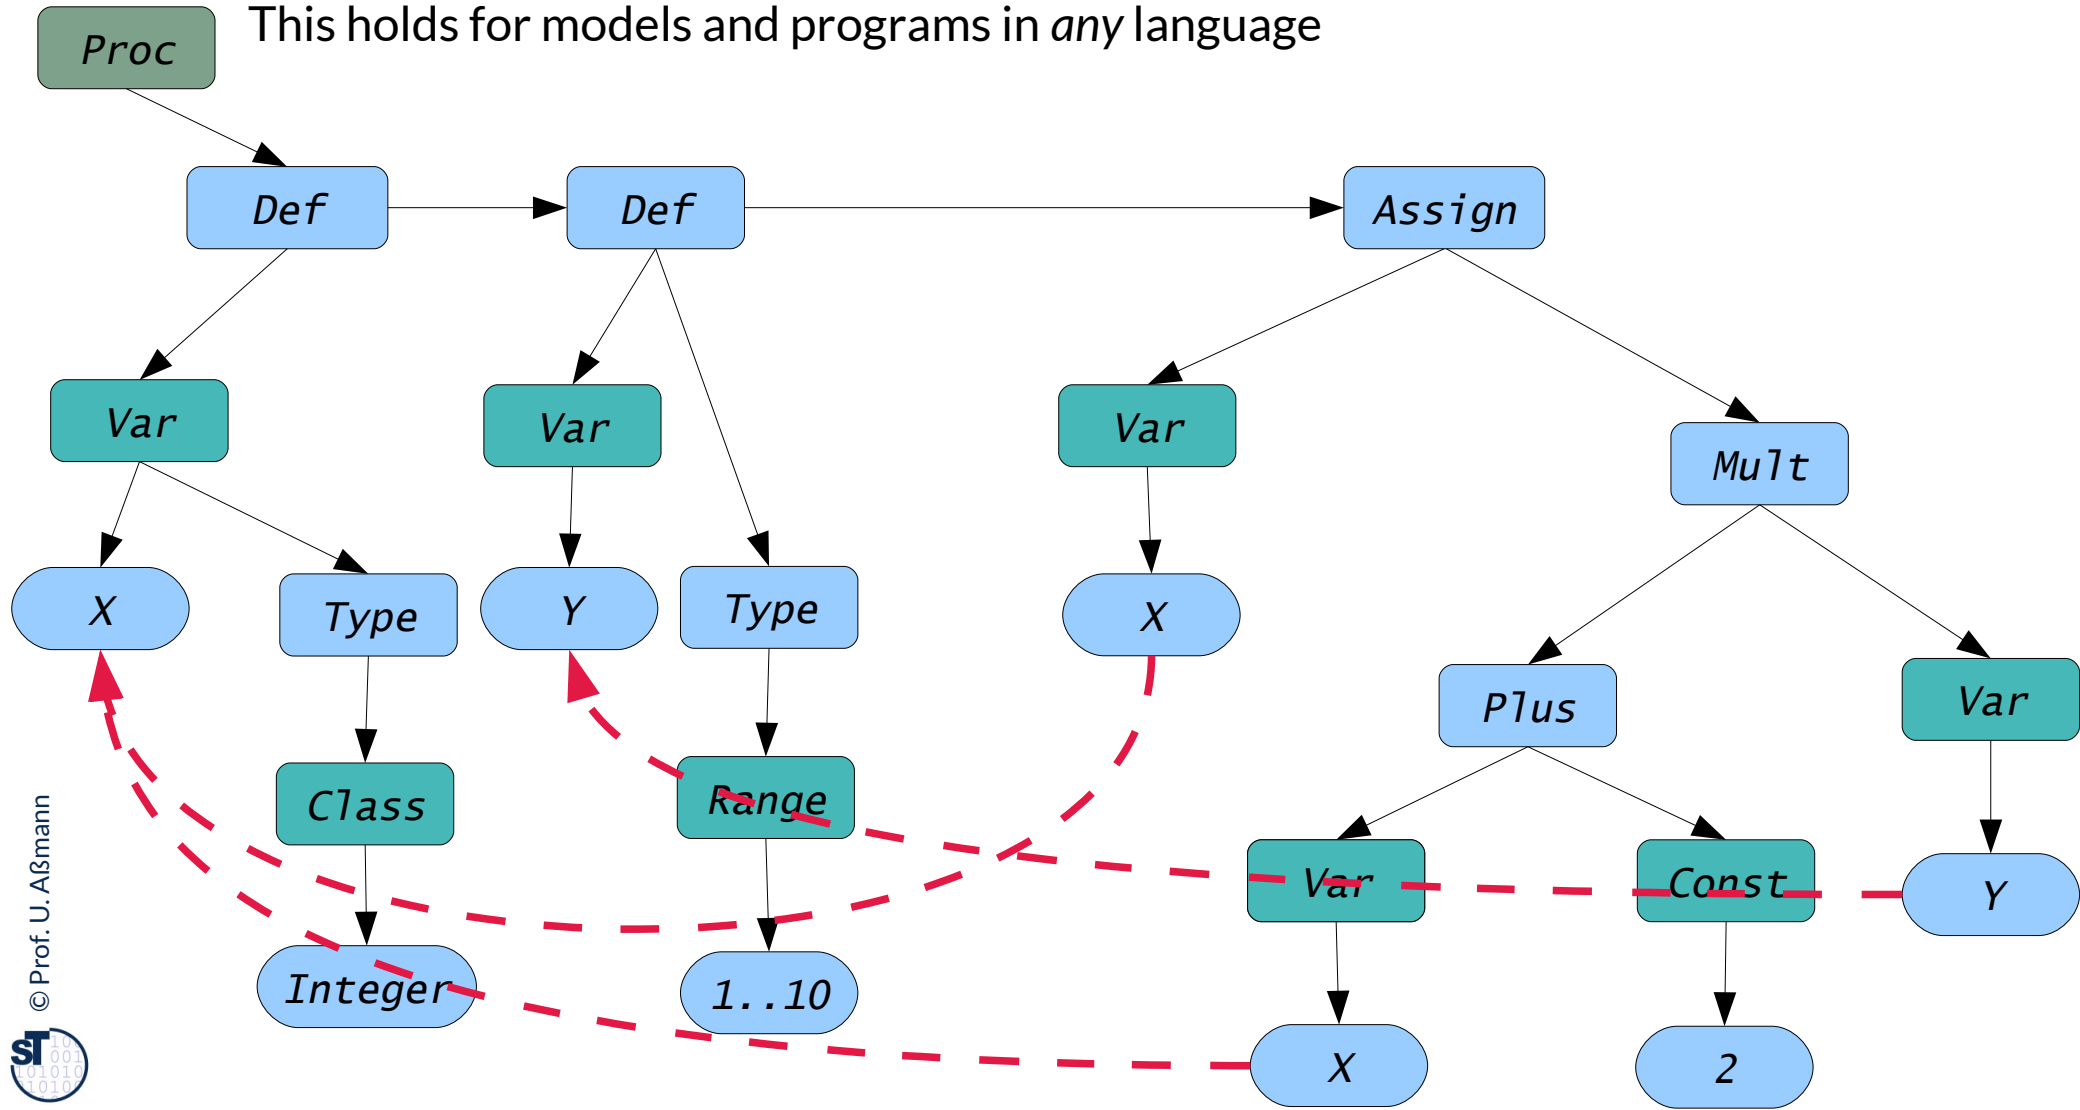 This holds for models and programs in any language
Proc
Def
Def
Assign
Var
Var
Var
Mult
X
Type
Y
Type
X
Plus
Var
Class
Range
Var
Const
Y
Integer
1..10
X
2
© Prof. U. Aßmann
ST